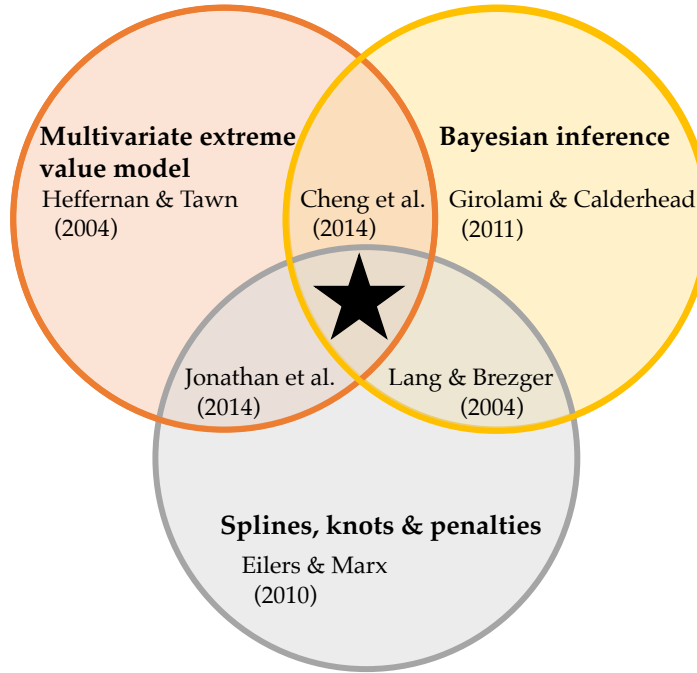 Multivariate extreme
value model
Heffernan & Tawn
(2004)
Bayesian inference
Girolami & Calderhead
(2011)
Cheng et al.
(2014)
Jonathan et al.
(2014)
Lang & Brezger
(2004)
Splines, knots & penalties
Eilers & Marx
(2010)